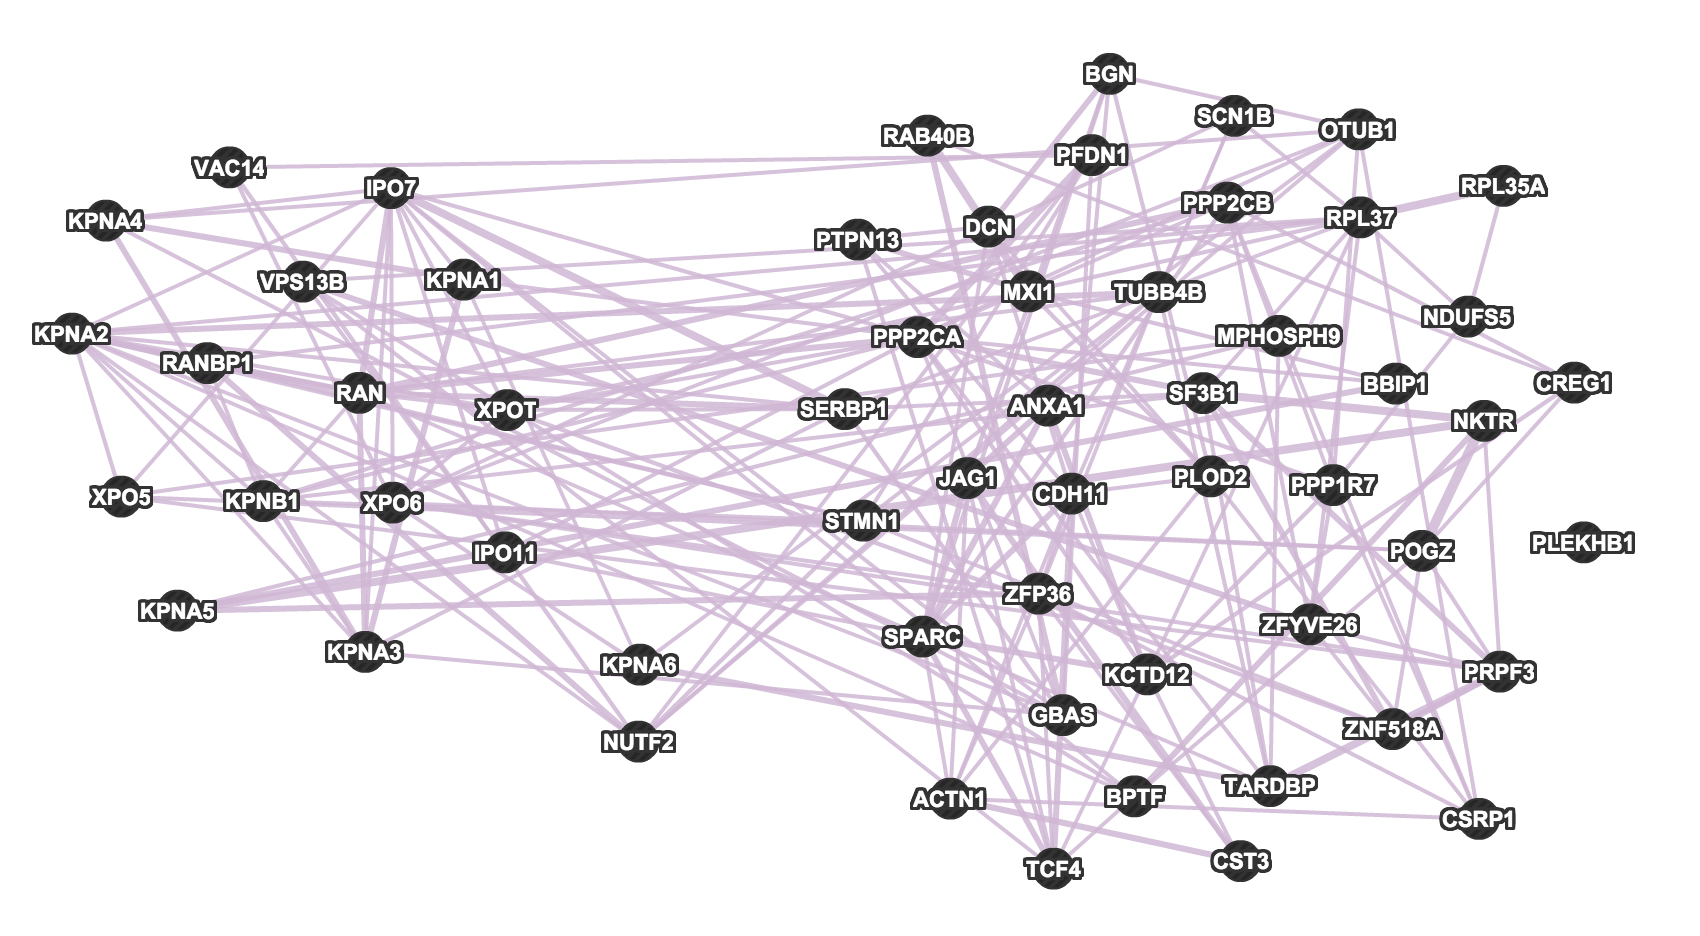 BGN
SCN1B
RAB40B
OTUB1
PFDN1
VAC14
IPO7
RPL35A
PPP2CB
KPNA4
RPL37
DCN
PTPN13
VPS13B
KPNA1
MXI1
TUBB4B
NDUFS5
KPNA2
PPP2CA
MPHOSPH9
RANBP1
BBIP1
CREG1
RAN
SF3B1
XPOT
SERBP1
ANXA1
NKTR
JAG1
PLOD2
PPP1R7
CDH11
XPO5
KPNB1
XPO6
STMN1
PLEKHB1
IPO11
POGZ
ZFP36
KPNA5
ZFYVE26
SPARC
KPNA3
KPNA6
KCTD12
PRPF3
GBAS
ZNF518A
NUTF2
TARDBP
BPTF
ACTN1
CSRP1
CST3
TCF4